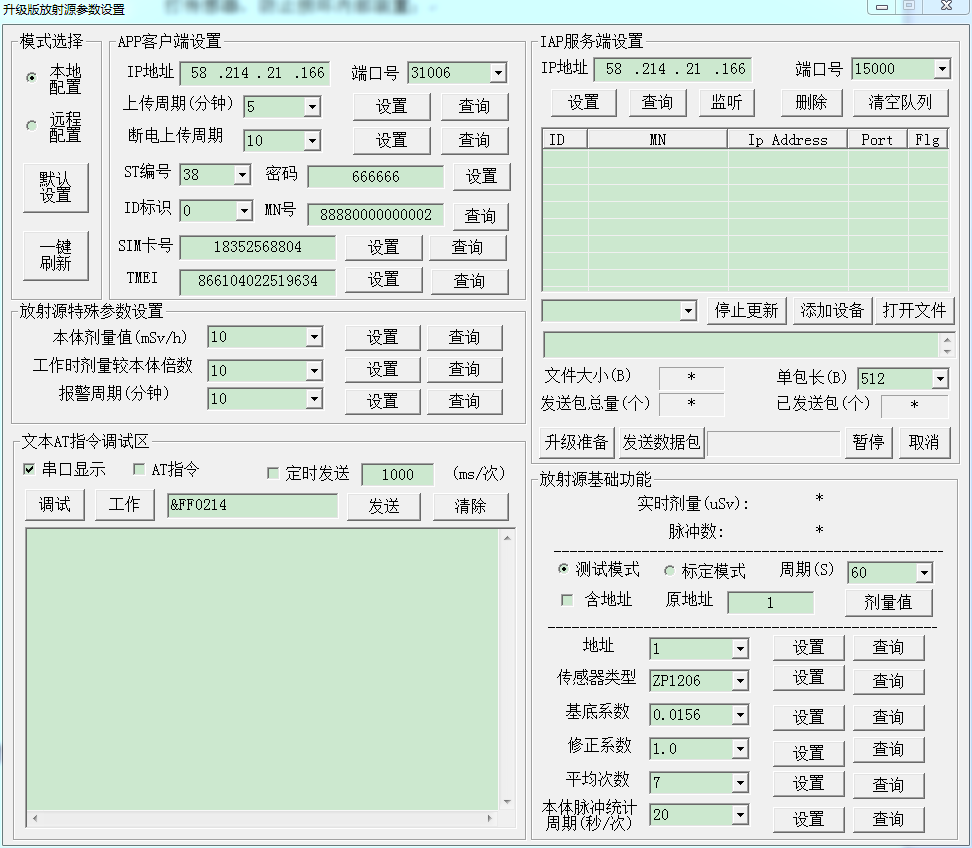 升级版放射源参数设置
模式选择
本地
配置
远程
配置
默认
设置
一键
刷新
APP客户端设置
IP地址 58 .214 . 21 .166 端口号 31006
上传周期(分钟) 5 设置 查询
断电上传周期 10 设置 查询
ST编号 38 密码 666666 设置
ID标识 0 MN号 88880000000002 查询
SIM卡号 18352568804 设置 查询
TMEI 866104022519634 设置 查询
放射源特殊参数设置
本体剂量值(mSv/h) 10 设置 查询
工作时剂量较本体倍数 10 设置 查询
报警周期(分钟) 10 设置 查询
文本AT指令调试区
串口显示 AT指令 定时发送 1000 (ms/次)
调试 工作 &FF0214 发送 清除
IAP服务端设置
IP地址 58 .214 . 21 .166 端口号 15000
设置 查询 监听 删除 清空队列
ID MN Ip Address Port Flg
停止更新 添加设备 打开文件
文件大小(B) * 单包长(B) 512
发送包总量(个) * 已发送包(个) *
升级准备 发送数据包 暂停 取消
放射源基础功能
实时剂量(uSv): *
脉冲数: *
测试模式 标定模式 周期(S) 60
含地址 原地址 1 剂量值
地址 1 设置 查询
传感器类型 ZP1206 设置 查询
基底系数 0.0156 设置 查询
修正系数 1.0 设置 查询
平均次数 7 设置 查询
本体脉冲统计
周期(秒/次) 20 设置 查询